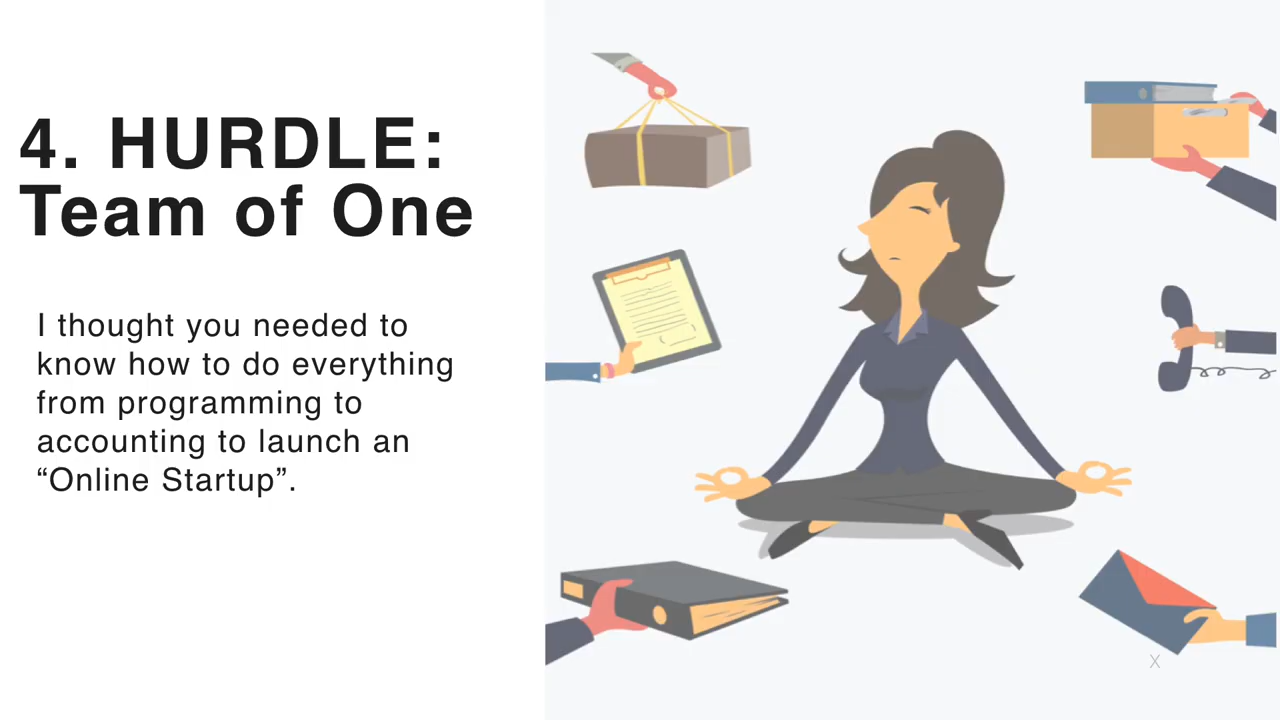 4. HURDLE:
Team of One
I thought you needed to
know how to do everything
from programming to
accounting to launch an
“Online Startup”.
X